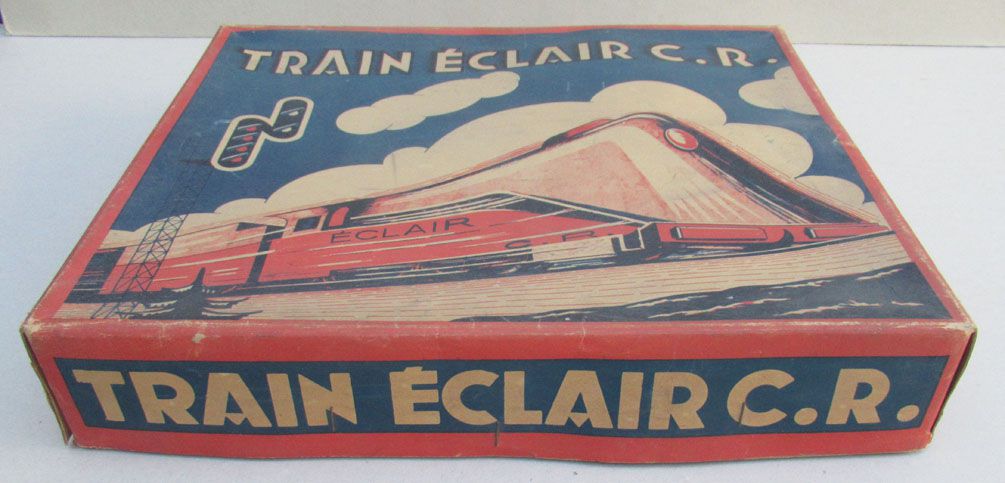 TRAIN ÉCLAIR C.R.
ÉCLAIR
C.R.
TRAIN ÉCLAIR C.R.